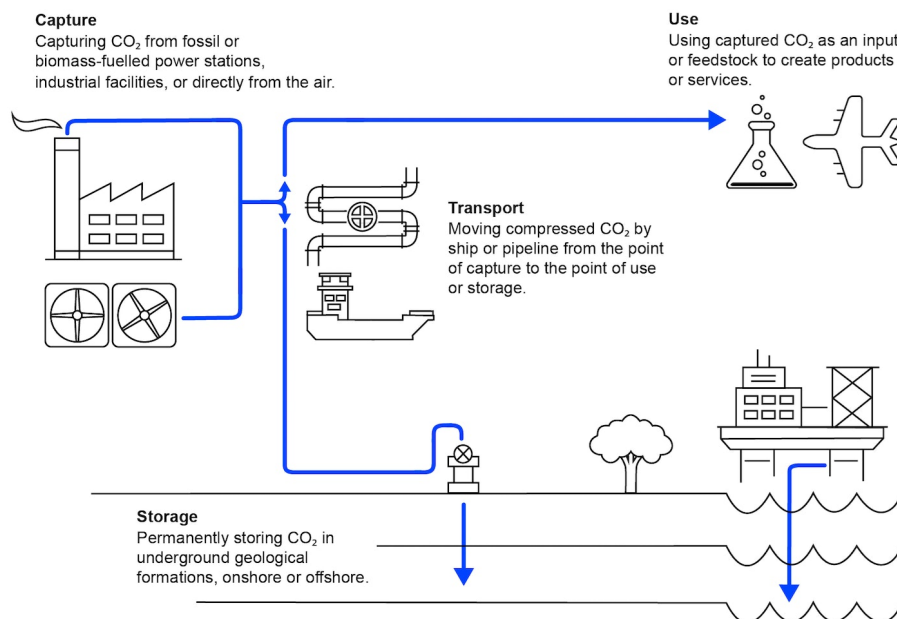 Capture
Capturing CO₂ from fossil or
biomass-fuelled power stations,
industrial facilities, or directly from the air.
Use
Using captured CO₂ as an input
or feedstock to create products
or services.
Transport
Moving compressed CO₂ by
ship or pipeline from the point
of capture to the point of use
or storage.
Storage
Permanently storing CO₂ in
underground geological
formations, onshore or offshore.